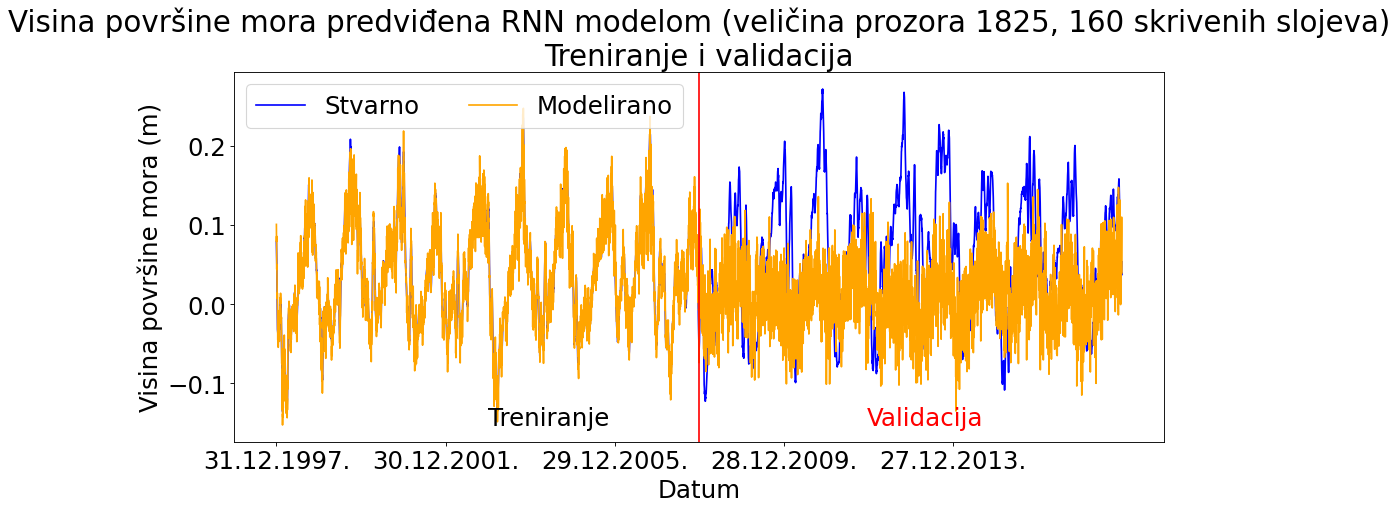 Visina površine mora predviđena RNN modelom (veličina prozora 1825, 160 skrivenih slojeva)
Treniranje i validacija
Stvarno Modelirano
Visina površine mora (m)
0.2
0.1
0.0
−0.1
Treniranje Validacija
31.12.1997. 30.12.2001. 29.12.2005. 28.12.2009. 27.12.2013.
Datum